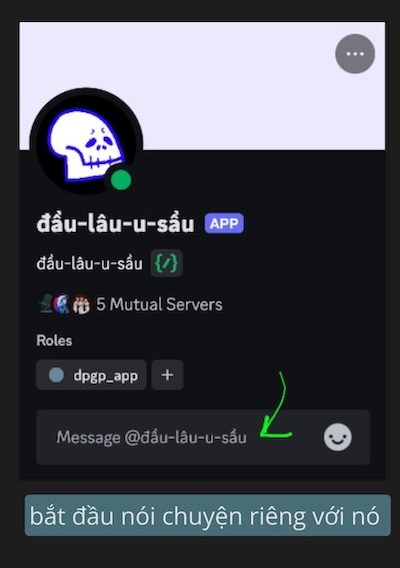 đầu-lâu-u-sầu APP
đầu-lâu-u-sầu {/}
5 Mutual Servers
Roles
dpgp_app +
Message @đầu-lâu-u-sầu
bắt đầu nói chuyện riêng với nó